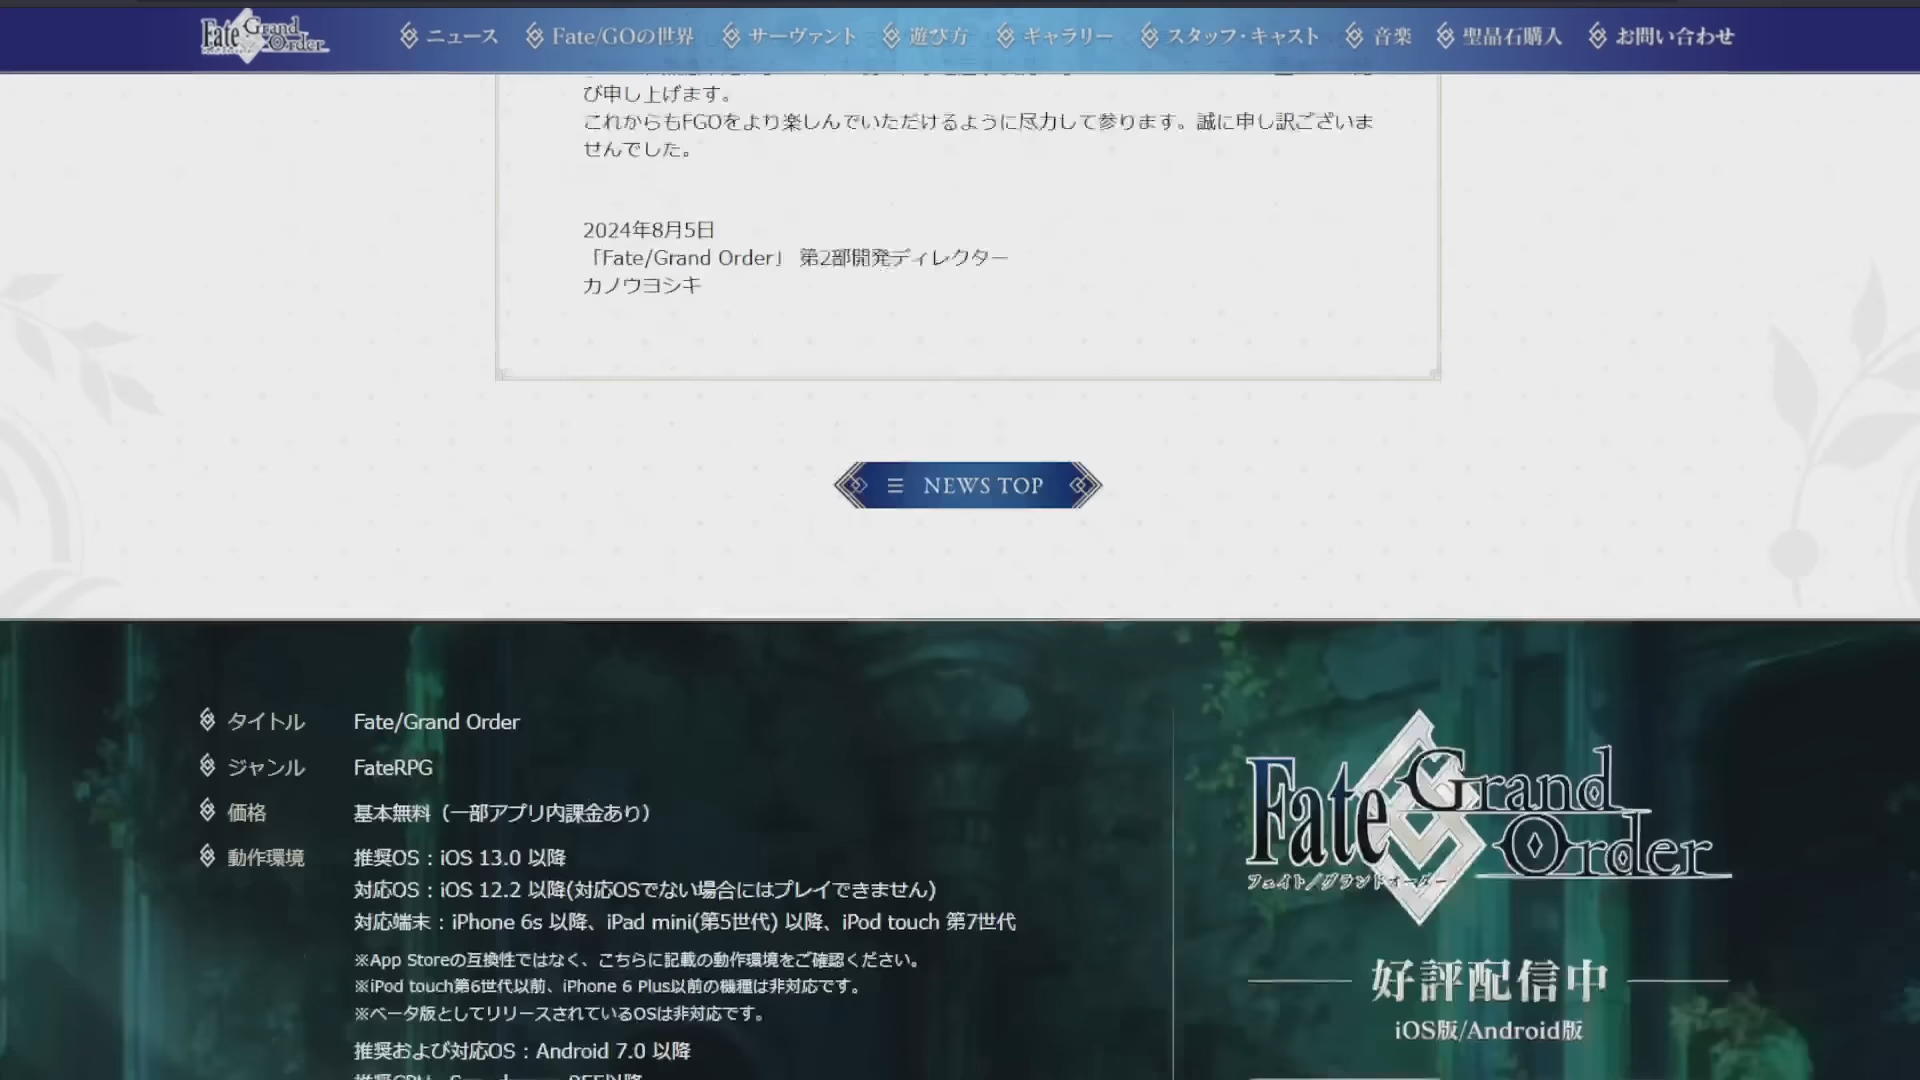 Fate Grand Order
ニュース
Fate/GOの世界
サーヴァント
遊び方
ギャラリー
スタッフ・キャスト
音楽
聖晶石購入
お問い合わせ
び申し上げます。
これからもFGOをより楽しんでいただけるように尽力して参ります。誠に申し訳ございま
せんでした。
2024年8月5日
「Fate/Grand Order」 第2部開発ディレクター
カノウヨシキ
NEWS TOP
タイトル Fate/Grand Order
ジャンル FateRPG
価格 基本無料（一部アプリ内課金あり）
動作環境 推奨OS：iOS 13.0 以降
対応OS：iOS 12.2 以降(対応OSでない場合にはプレイできません)
対応端末：iPhone 6s 以降、iPad mini(第5世代) 以降、iPod touch 第7世代
※App Storeの互換性ではなく、こちらに記載の動作環境をご確認ください。
※iPod touch第6世代以前、iPhone 6 Plus以前の機種は非対応です。
※ベータ版としてリリースされているOSは非対応です。
推奨および対応OS：Android 7.0 以降
Fate Grand Order
フェイト/グランドオーダー
好評配信中
iOS版/Android版